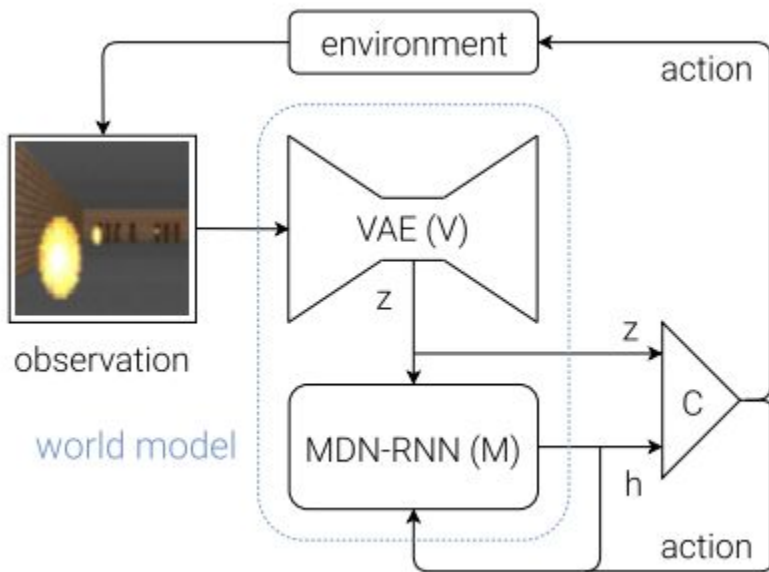 environment
action
VAE (V)
z
observation
z
C
world model
MDN-RNN (M)
h
action